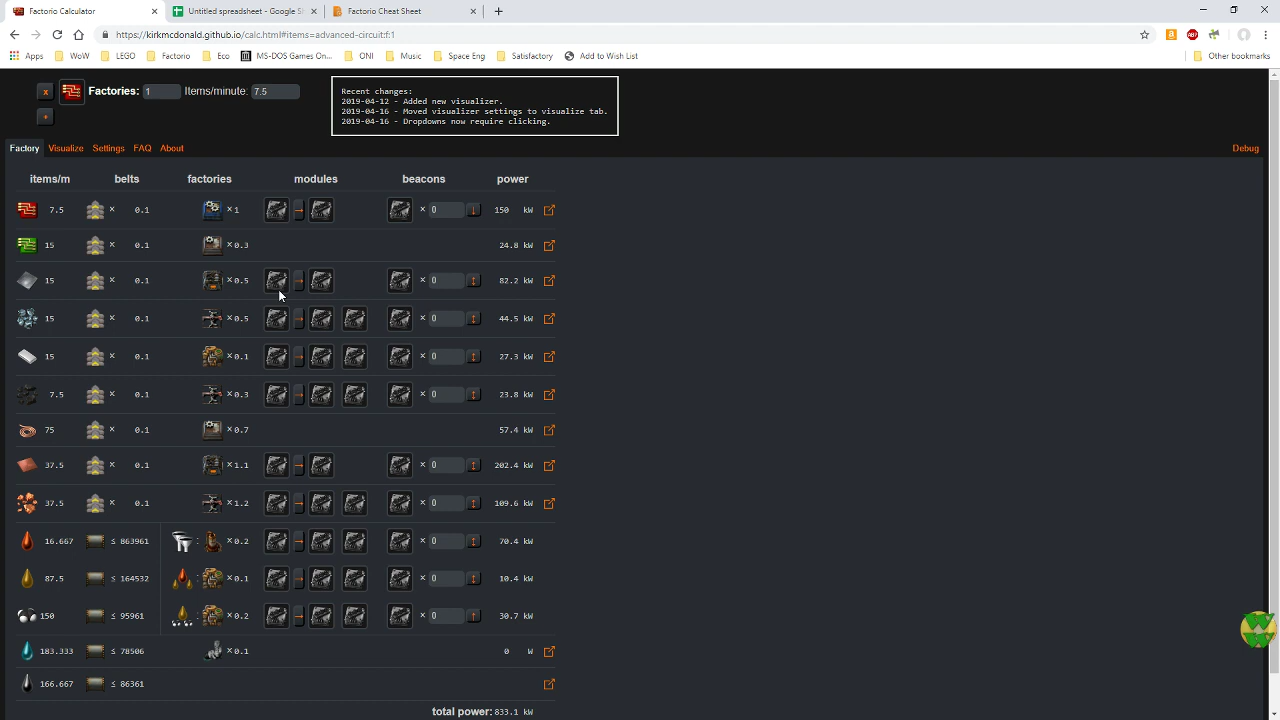 Factorio Calculator
Untitled spreadsheet - Google Sh
Factorio Cheat Sheet
https://kirkmcdonald.github.io/calc.html#items=advanced-circuit:f:1
Apps WoW LEGO Factorio Eco MS-DOS Games On... ONI Music Space Eng Satisfactory Add to Wish List Other bookmarks
x Factories: 1 Items/minute: 7.5
+
Recent changes:
2019-04-12 - Added new visualizer.
2019-04-16 - Moved visualizer settings to visualize tab.
2019-04-16 - Dropdowns now require clicking.
Factory Visualize Settings FAQ About Debug
items/m belts factories modules beacons power
7.5 × 0.1 ×1 × 0 150 kW
15 × 0.1 ×0.3 24.8 kW
15 × 0.1 ×0.5 × 0 82.2 kW
15 × 0.1 ×0.5 × 0 44.5 kW
15 × 0.1 ×0.1 × 0 27.3 kW
7.5 × 0.1 ×0.3 × 0 23.8 kW
75 × 0.1 ×0.7 57.4 kW
37.5 × 0.1 ×1.1 × 0 202.4 kW
37.5 × 0.1 ×1.2 × 0 109.6 kW
16.667 ≤ 863961 : ×0.2 × 0 70.4 kW
87.5 ≤ 164532 : ×0.1 × 0 10.4 kW
150 ≤ 95961 : ×0.2 × 0 30.7 kW
183.333 ≤ 78506 ×0.1 0 W
166.667 ≤ 86361
total power: 833.1 kW